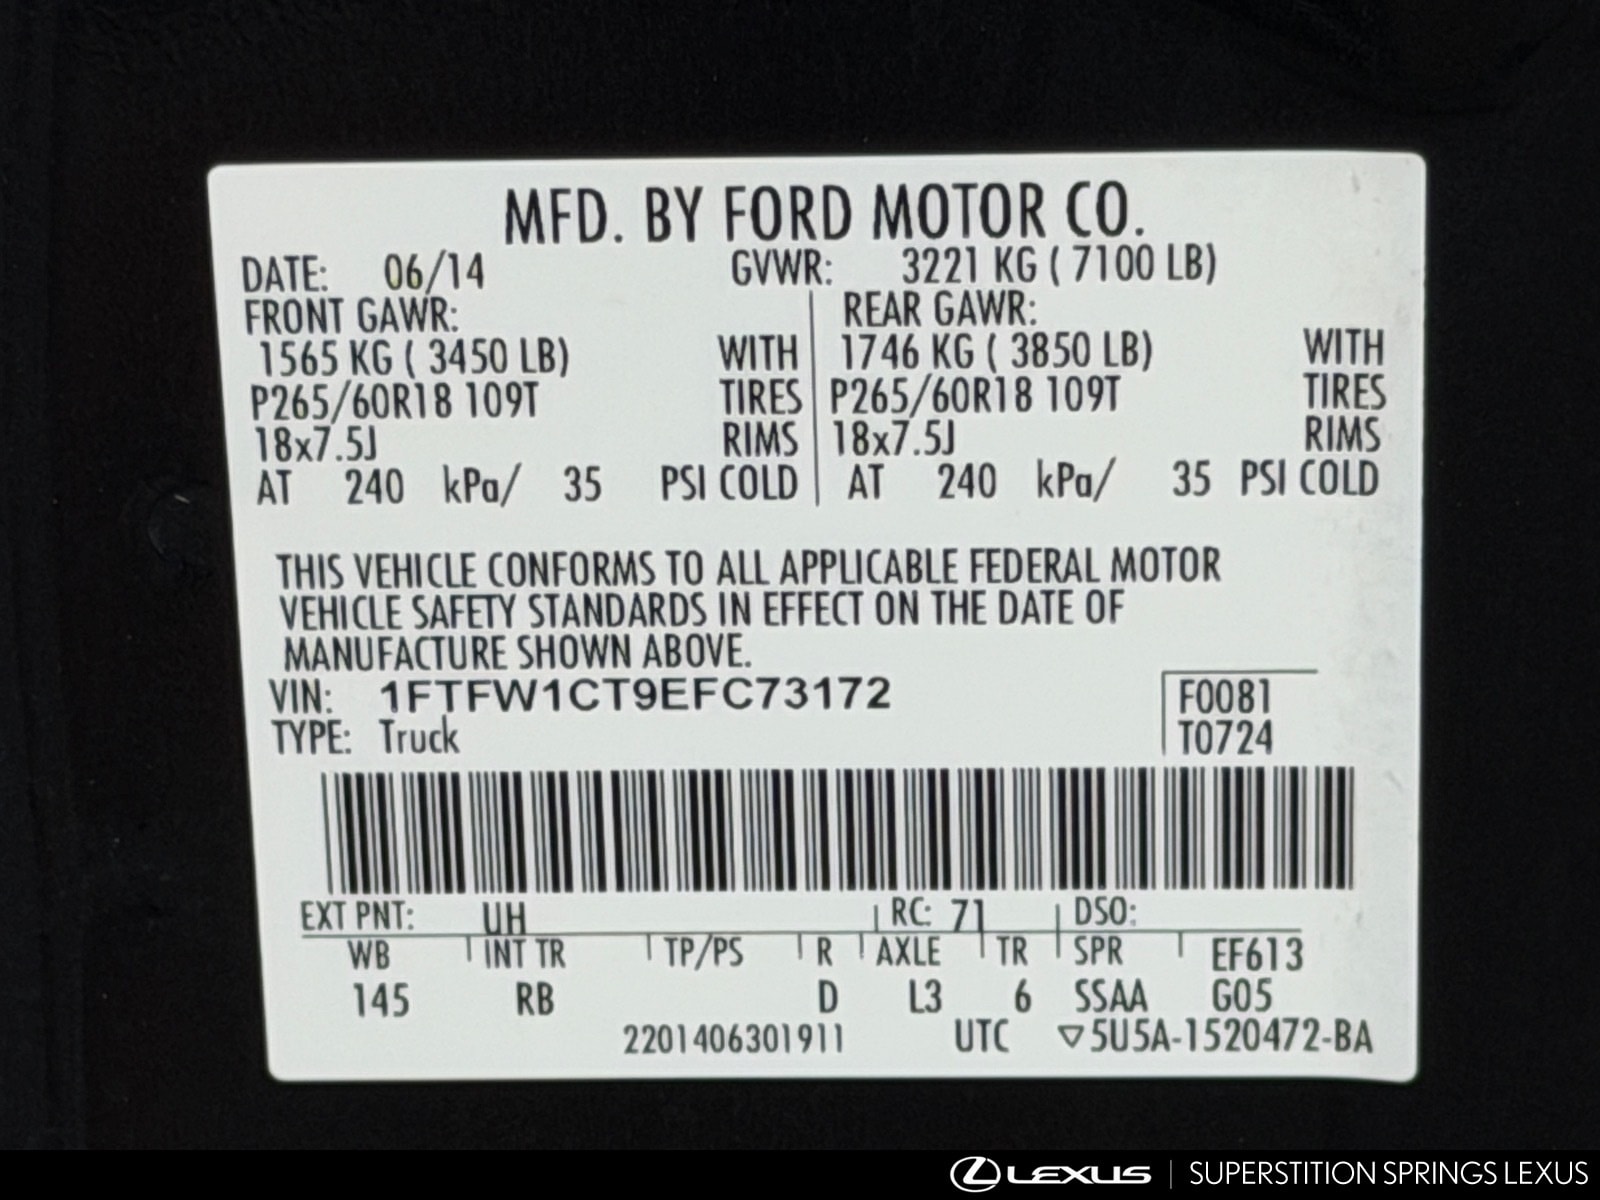 MFD. BY FORD MOTOR CO.
DATE: 06/14 GVWR: 3221 KG ( 7100 LB)
FRONT GAWR: REAR GAWR:
1565 KG ( 3450 LB) WITH 1746 KG ( 3850 LB) WITH
P265/60R18 109T TIRES P265/60R18 109T TIRES
18x7.5J RIMS 18x7.5J RIMS
AT 240 kPa/ 35 PSI COLD AT 240 kPa/ 35 PSI COLD
THIS VEHICLE CONFORMS TO ALL APPLICABLE FEDERAL MOTOR
VEHICLE SAFETY STANDARDS IN EFFECT ON THE DATE OF
MANUFACTURE SHOWN ABOVE.
VIN: 1FTFW1CT9EFC73172 F0081
TYPE: Truck T0724
EXT PNT: UH RC: 71 DSO:
WB INT TR TP/PS R AXLE TR SPR EF613
145 RB D L3 6 SSAA G05
2201406301911 UTC ▽5U5A-1520472-BA
LEXUS SUPERSTITION SPRINGS LEXUS